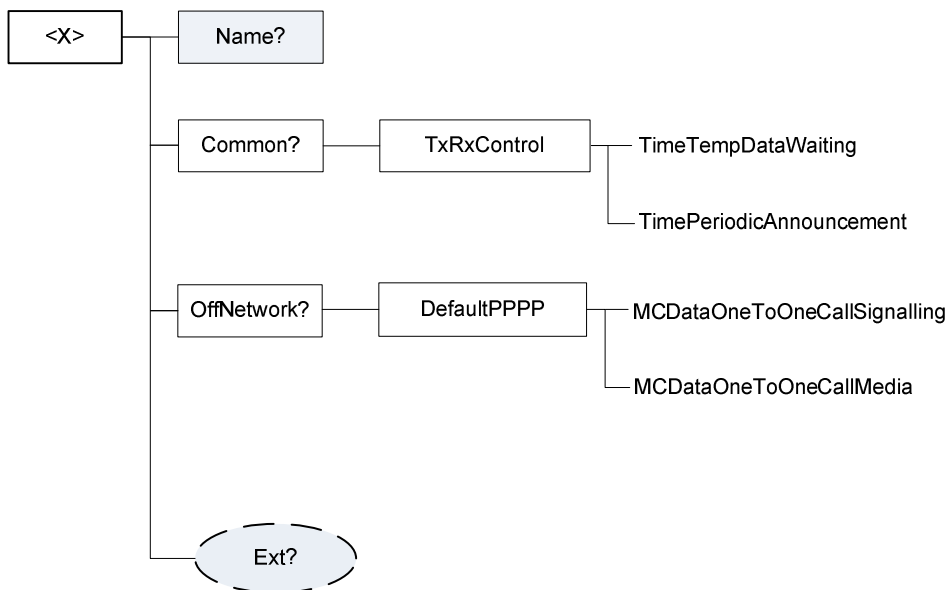 <X>
Name?
Common?
TxRxControl
TimeTempDataWaiting
TimePeriodicAnnouncement
OffNetwork?
DefaultPPPP
MCDataOneToOneCallSignalling
MCDataOneToOneCallMedia
Ext?